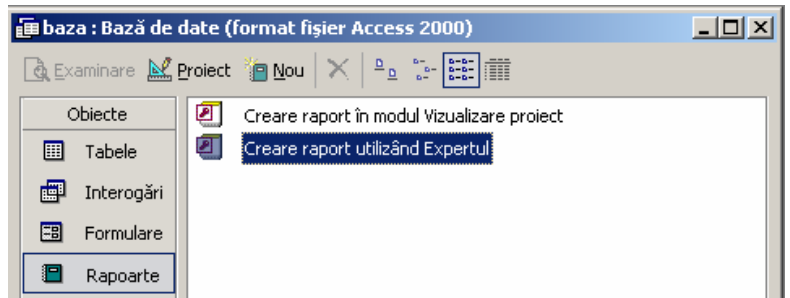 baza : Bază de date (format fişier Access 2000)
Examinare Proiect Nou
Obiecte
Creare raport în modul Vizualizare proiect
Tabele
Creare raport utilizând Expertul
Interogări
Formulare
Rapoarte